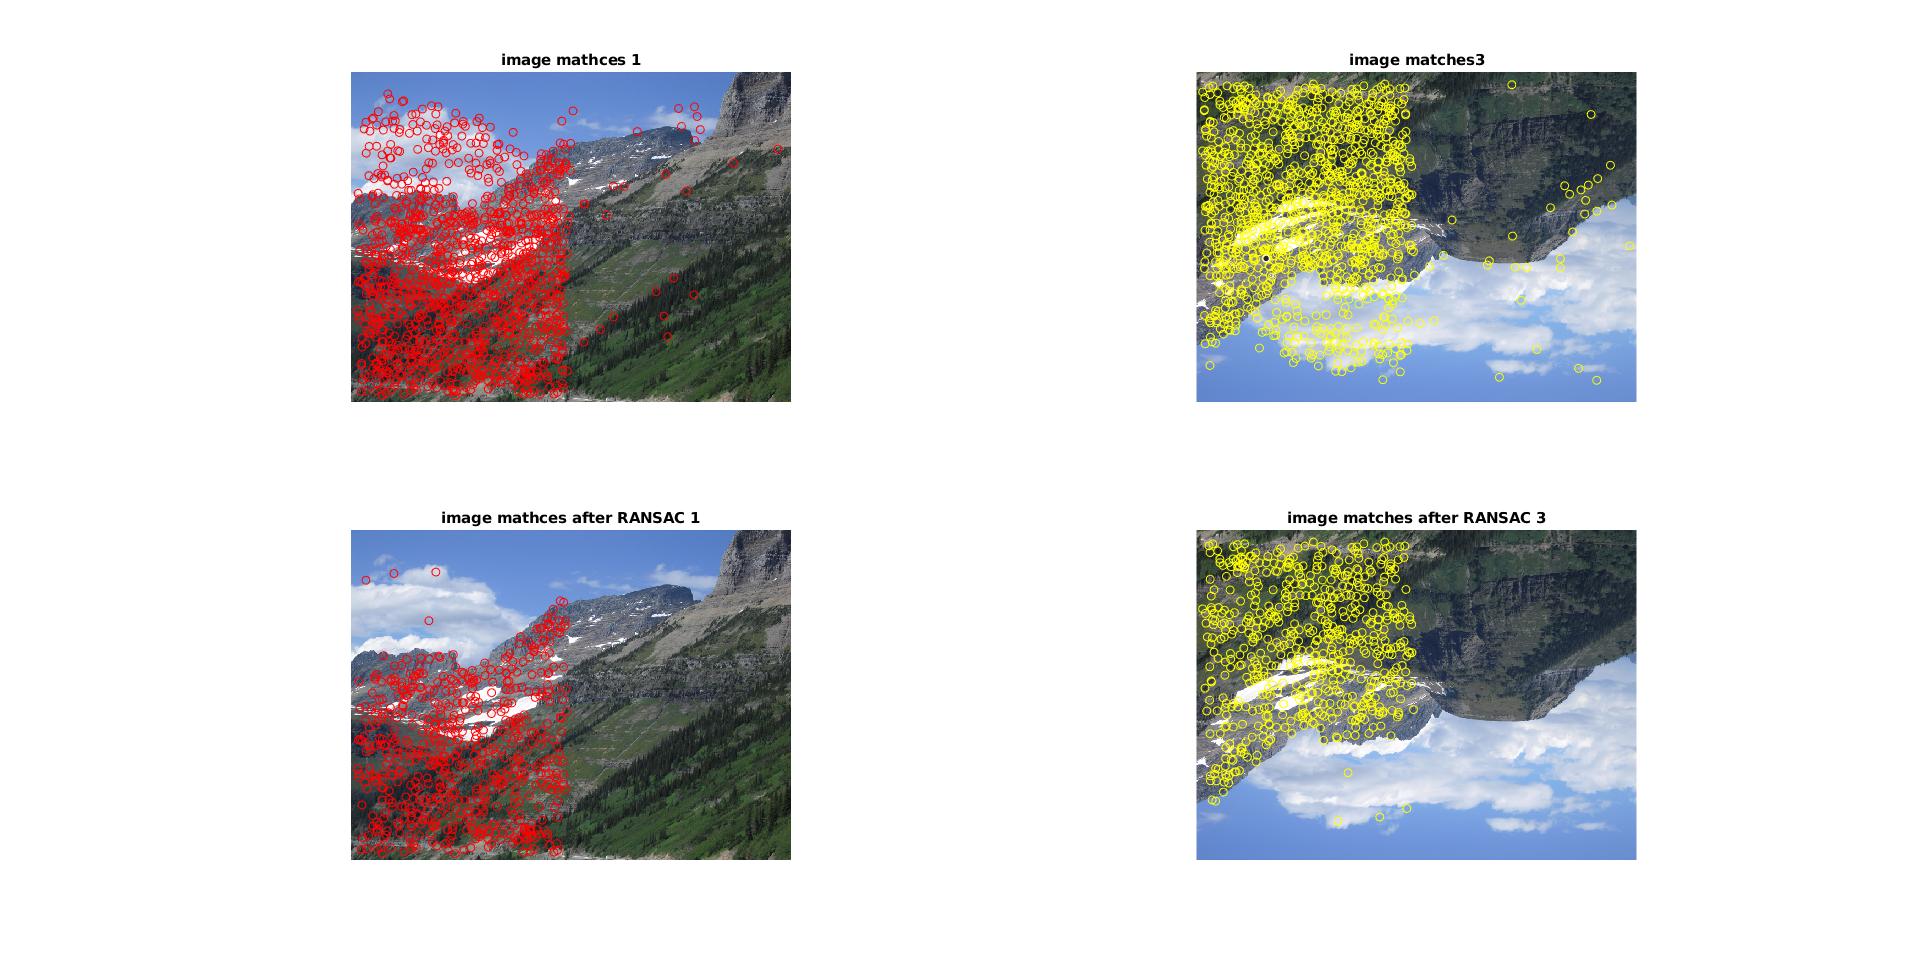 image mathces 1
image matches3
image mathces after RANSAC 1
image matches after RANSAC 3